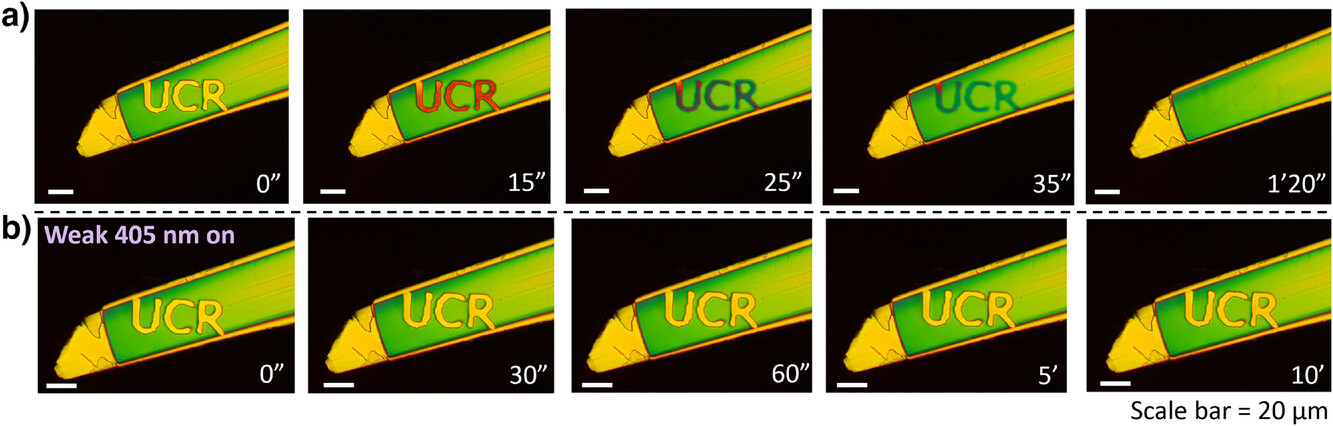 a)
UCR
0”
UCR
15”
UCR
25”
UCR
35”
1’20”
b)
Weak 405 nm on
UCR
0”
UCR
30”
UCR
60”
UCR
5’
UCR
10’
Scale bar = 20 µm